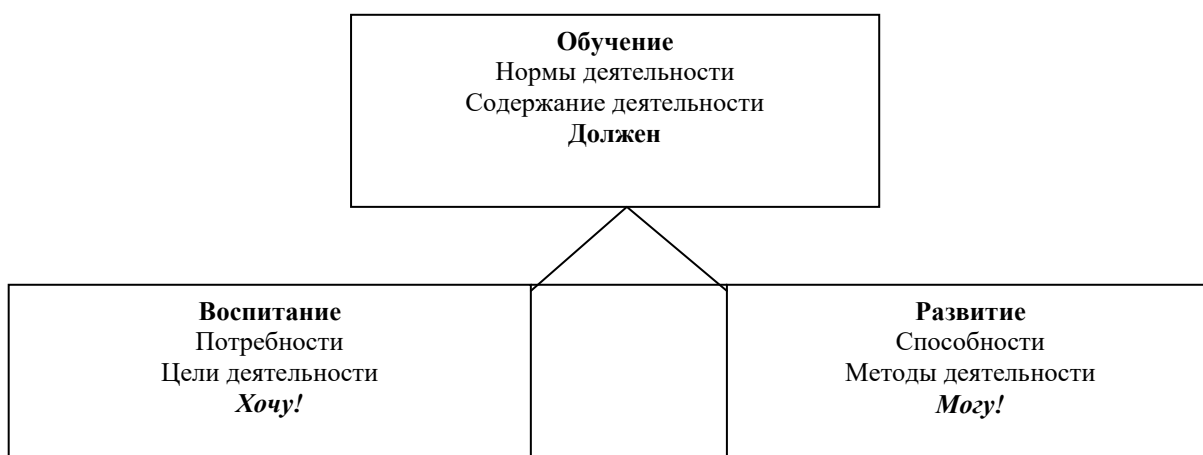 Обучение
Нормы деятельности
Содержание деятельности
Должен
Воспитание
Потребности
Цели деятельности
Хочу!
Развитие
Способности
Методы деятельности
Могу!